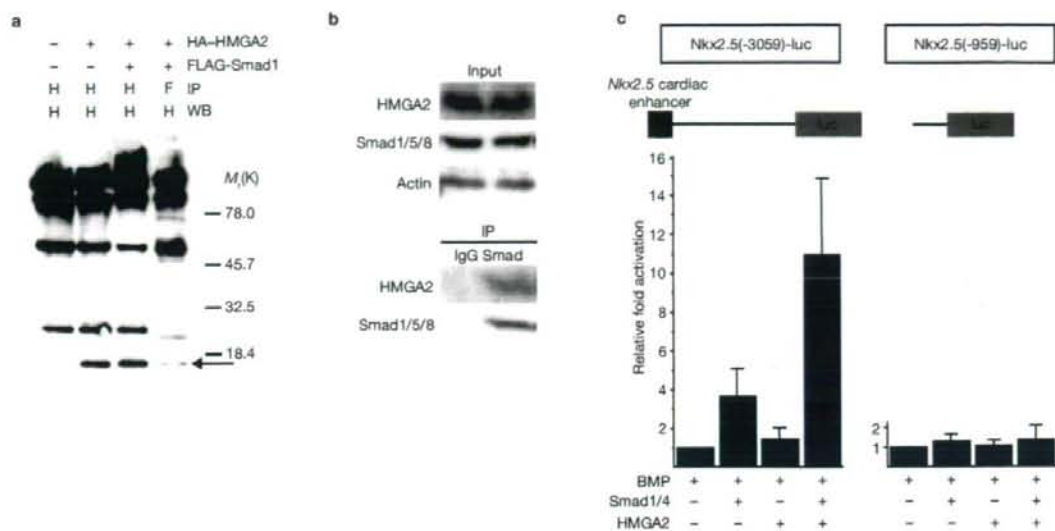 a
– + + + HA–HMGA2
– – + + FLAG-Smad1
H H H F IP
H H H H WB
Mr(K)
78.0
45.7
32.5
18.4
b
Input
HMGA2
Smad1/5/8
Actin
IP
IgG Smad
HMGA2
Smad1/5/8
c
Nkx2.5(-3059)-luc
Nkx2.5(-959)-luc
Nkx2.5 cardiac
enhancer
luc
luc
Relative fold activation
16
14
12
10
8
6
4
2
2
1
BMP + + + + + + + +
Smad1/4 – + – + – + – +
HMGA2 – – + + – – + +